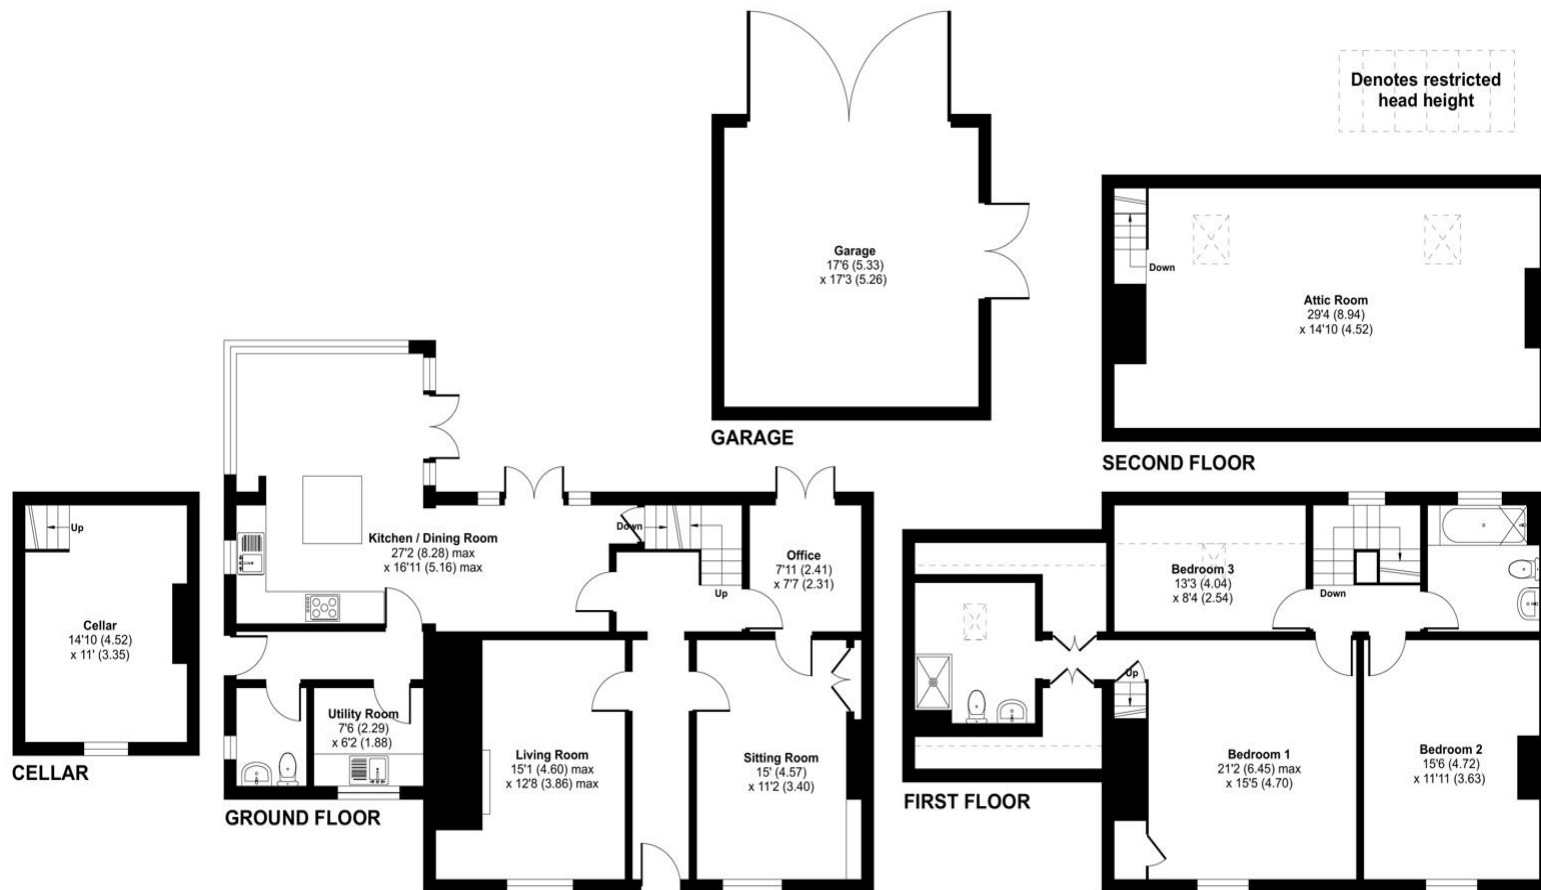 Denotes restricted
head height
Garage
17'6 (5.33)
x 17'3 (5.26)
GARAGE
Down
Attic Room
29'4 (8.94)
x 14'10 (4.52)
SECOND FLOOR
Up
Cellar
14'10 (4.52)
x 11' (3.35)
CELLAR
Kitchen / Dining Room
27'2 (8.28) max
x 16'11 (5.16) max
Down
Up
Office
7'11 (2.41)
x 7'7 (2.31)
Utility Room
7'6 (2.29)
x 6'2 (1.88)
Living Room
15'1 (4.60) max
x 12'8 (3.86) max
Sitting Room
15' (4.57)
x 11'2 (3.40)
GROUND FLOOR
Bedroom 3
13'3 (4.04)
x 8'4 (2.54)
Down
Up
Bedroom 1
21'2 (6.45) max
x 15'5 (4.70)
Bedroom 2
15'6 (4.72)
x 11'11 (3.63)
FIRST FLOOR